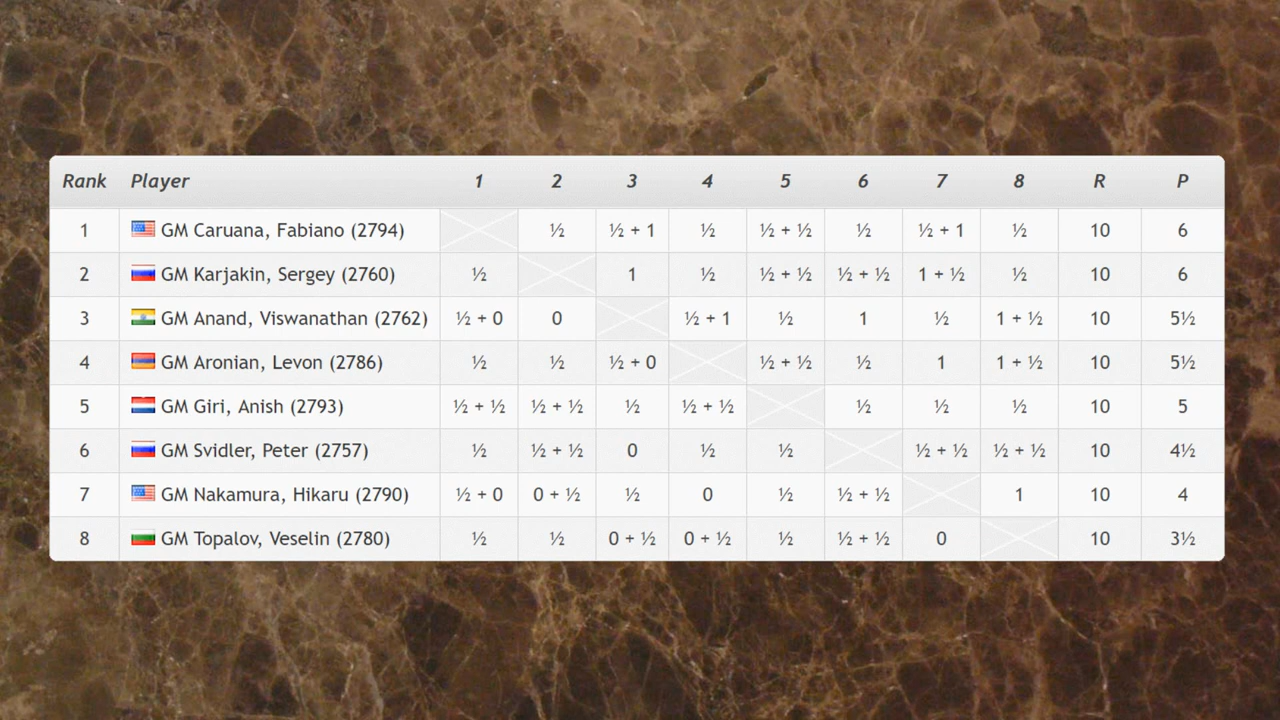 Rank Player 1 2 3 4 5 6 7 8 R P
1 GM Caruana, Fabiano (2794) ½ ½ + 1 ½ ½ + ½ ½ ½ + 1 ½ 10 6
2 GM Karjakin, Sergey (2760) ½ 1 ½ ½ + ½ ½ + ½ 1 + ½ ½ 10 6
3 GM Anand, Viswanathan (2762) ½ + 0 0 ½ + 1 ½ 1 ½ 1 + ½ 10 5½
4 GM Aronian, Levon (2786) ½ ½ ½ + 0 ½ + ½ ½ 1 1 + ½ 10 5½
5 GM Giri, Anish (2793) ½ + ½ ½ + ½ ½ ½ + ½ ½ ½ ½ 10 5
6 GM Svidler, Peter (2757) ½ ½ + ½ 0 ½ ½ ½ + ½ ½ + ½ 10 4½
7 GM Nakamura, Hikaru (2790) ½ + 0 0 + ½ ½ 0 ½ ½ + ½ 1 10 4
8 GM Topalov, Veselin (2780) ½ ½ 0 + ½ 0 + ½ ½ ½ + ½ 0 10 3½